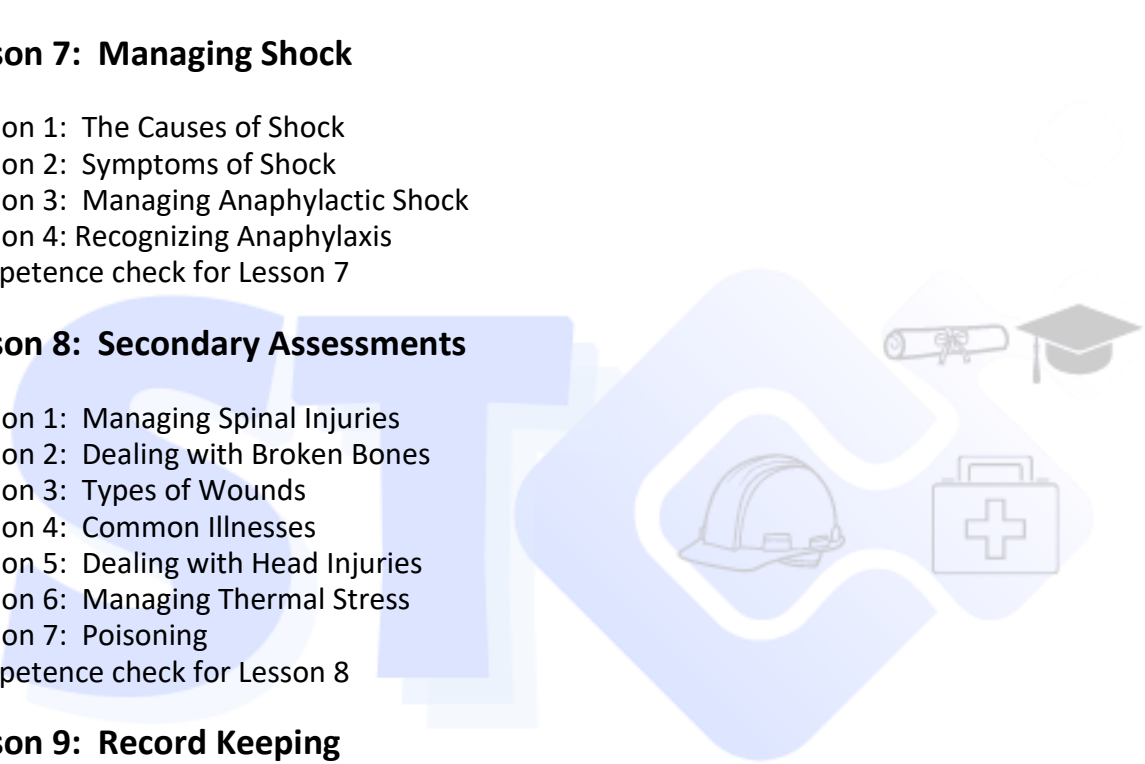 son 7: Managing Shock
on 1: The Causes of Shock
on 2: Symptoms of Shock
on 3: Managing Anaphylactic Shock
on 4: Recognizing Anaphylaxis
petence check for Lesson 7
son 8: Secondary Assessments
on 1: Managing Spinal Injuries
on 2: Dealing with Broken Bones
on 3: Types of Wounds
on 4: Common Illnesses
on 5: Dealing with Head Injuries
on 6: Managing Thermal Stress
on 7: Poisoning
petence check for Lesson 8
son 9: Record Keeping
ST